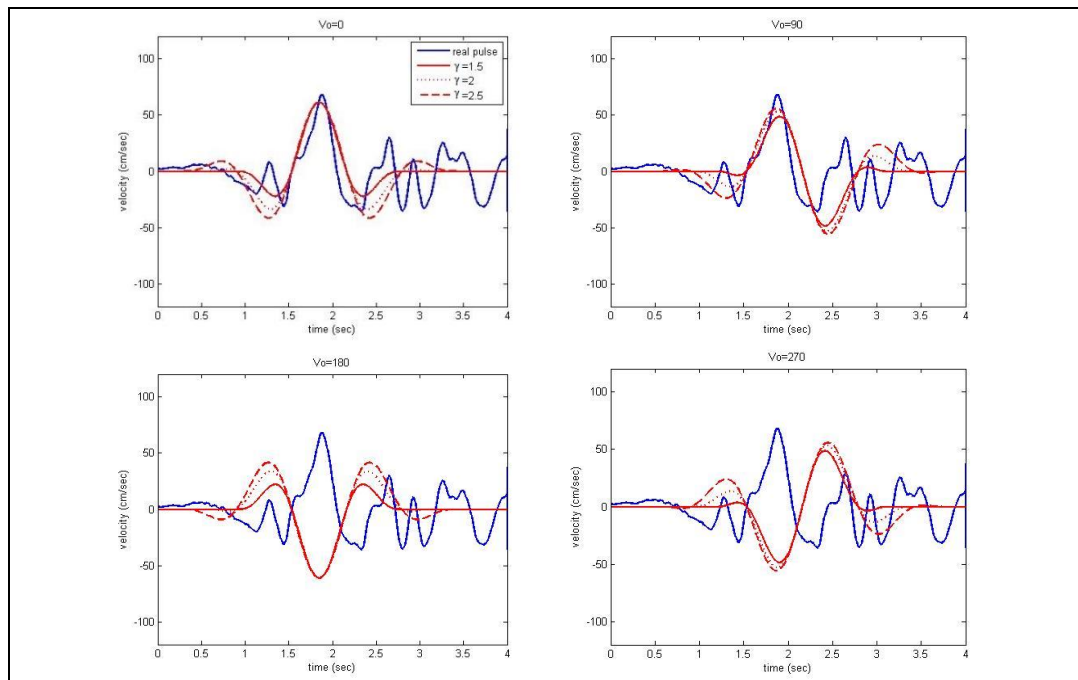 Vo=0
100
50
0
-50
-100
velocity (cm/sec)
0 0.5 1 1.5 2 2.5 3 3.5 4
time (sec)
real pulse
γ=1.5
γ=2
γ=2.5
Vo=90
100
50
0
-50
-100
velocity (cm/sec)
0 0.5 1 1.5 2 2.5 3 3.5 4
time (sec)
Vo=180
100
50
0
-50
-100
velocity (cm/sec)
0 0.5 1 1.5 2 2.5 3 3.5 4
time (sec)
Vo=270
100
50
0
-50
-100
velocity (cm/sec)
0 0.5 1 1.5 2 2.5 3 3.5 4
time (sec)